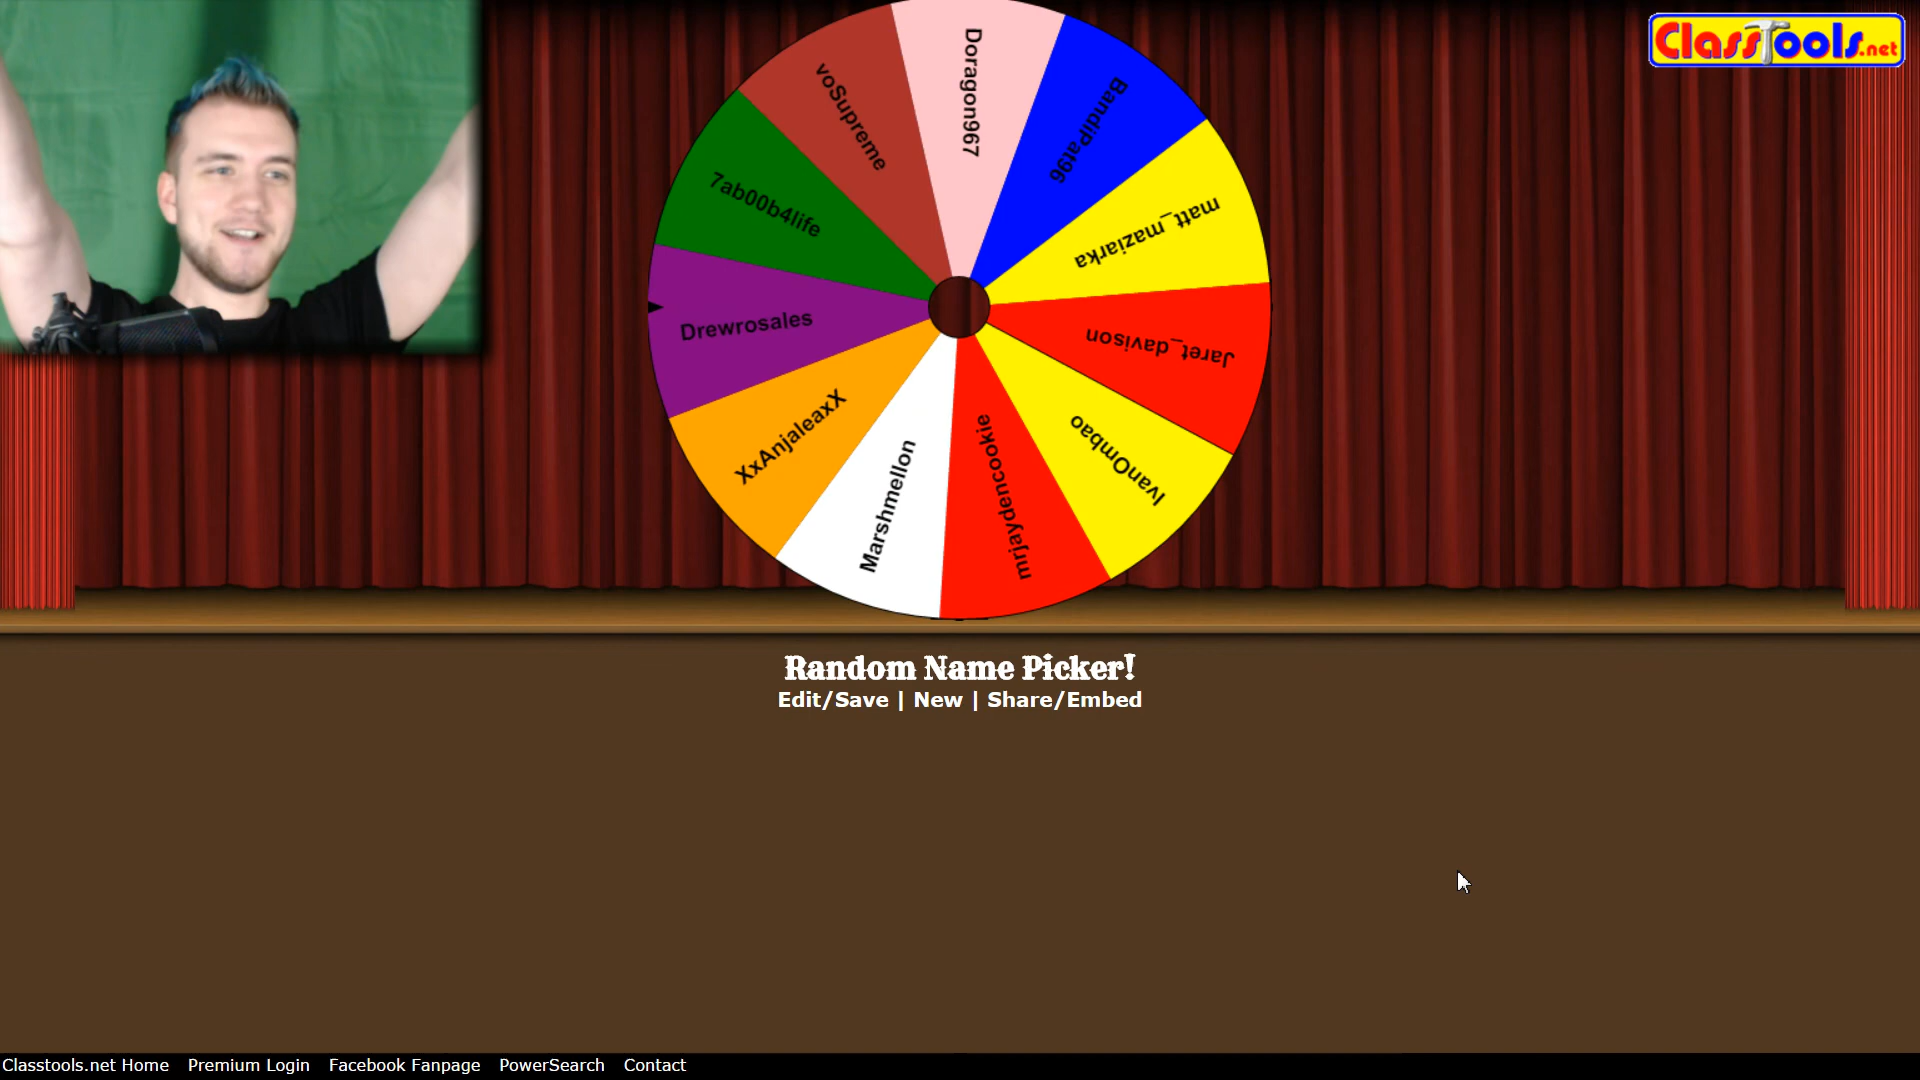 ClassTools.net
Doragon967
BandiPat96
matt_maziarka
Jaret_davison
IvanOmbao
mrjaydencookie
Marshmellon
XxAnjaleaxX
Drewrosales
7ab00b4life
voSupreme
Random Name Picker!
Edit/Save | New | Share/Embed
Classtools.net Home Premium Login Facebook Fanpage PowerSearch Contact